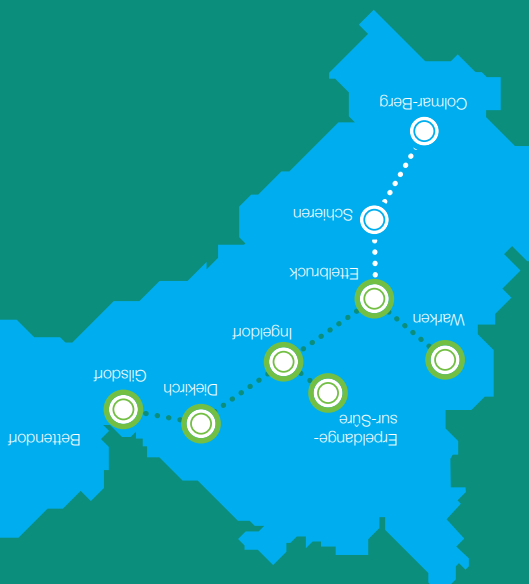 Erpeldange-
sur-Sûre
Bettendorf
Diekirch
Gilsdorf
Ingeldorf
Warken
Ettelbruck
Schieren
Colmar-Berg